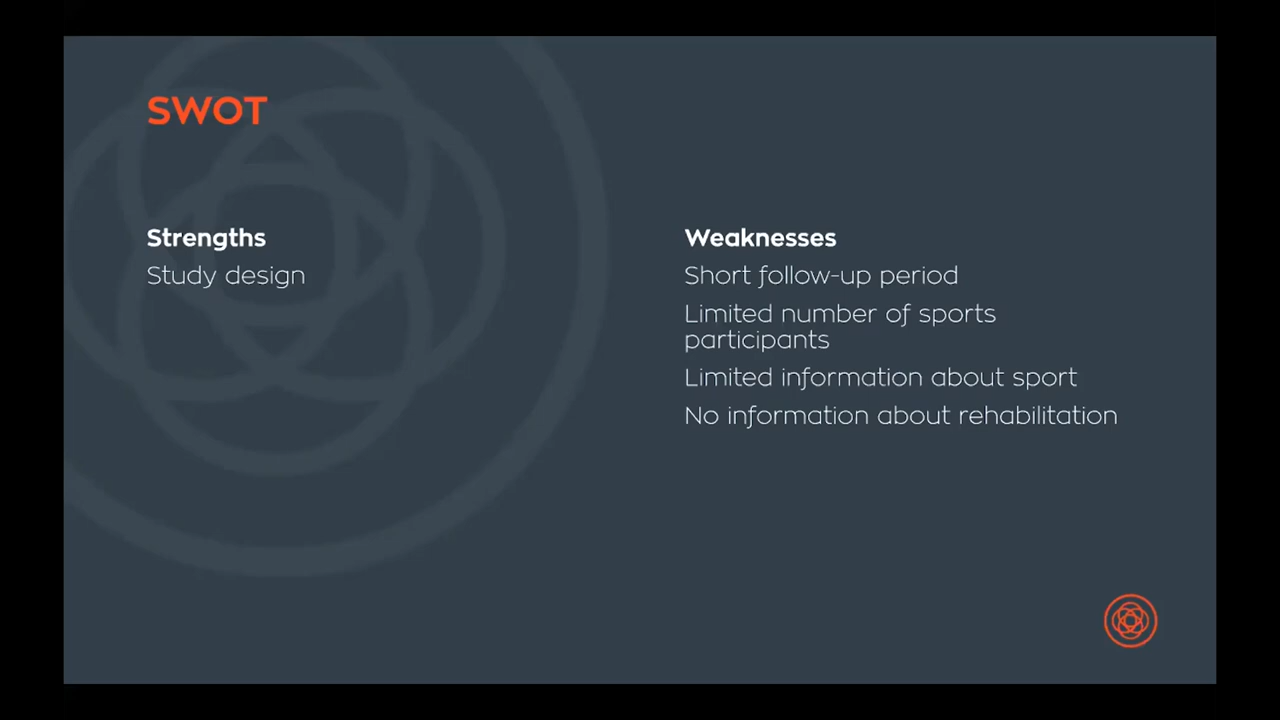 SWOT
Strengths
Study design
Weaknesses
Short follow-up period
Limited number of sports
participants
Limited information about sport
No information about rehabilitation